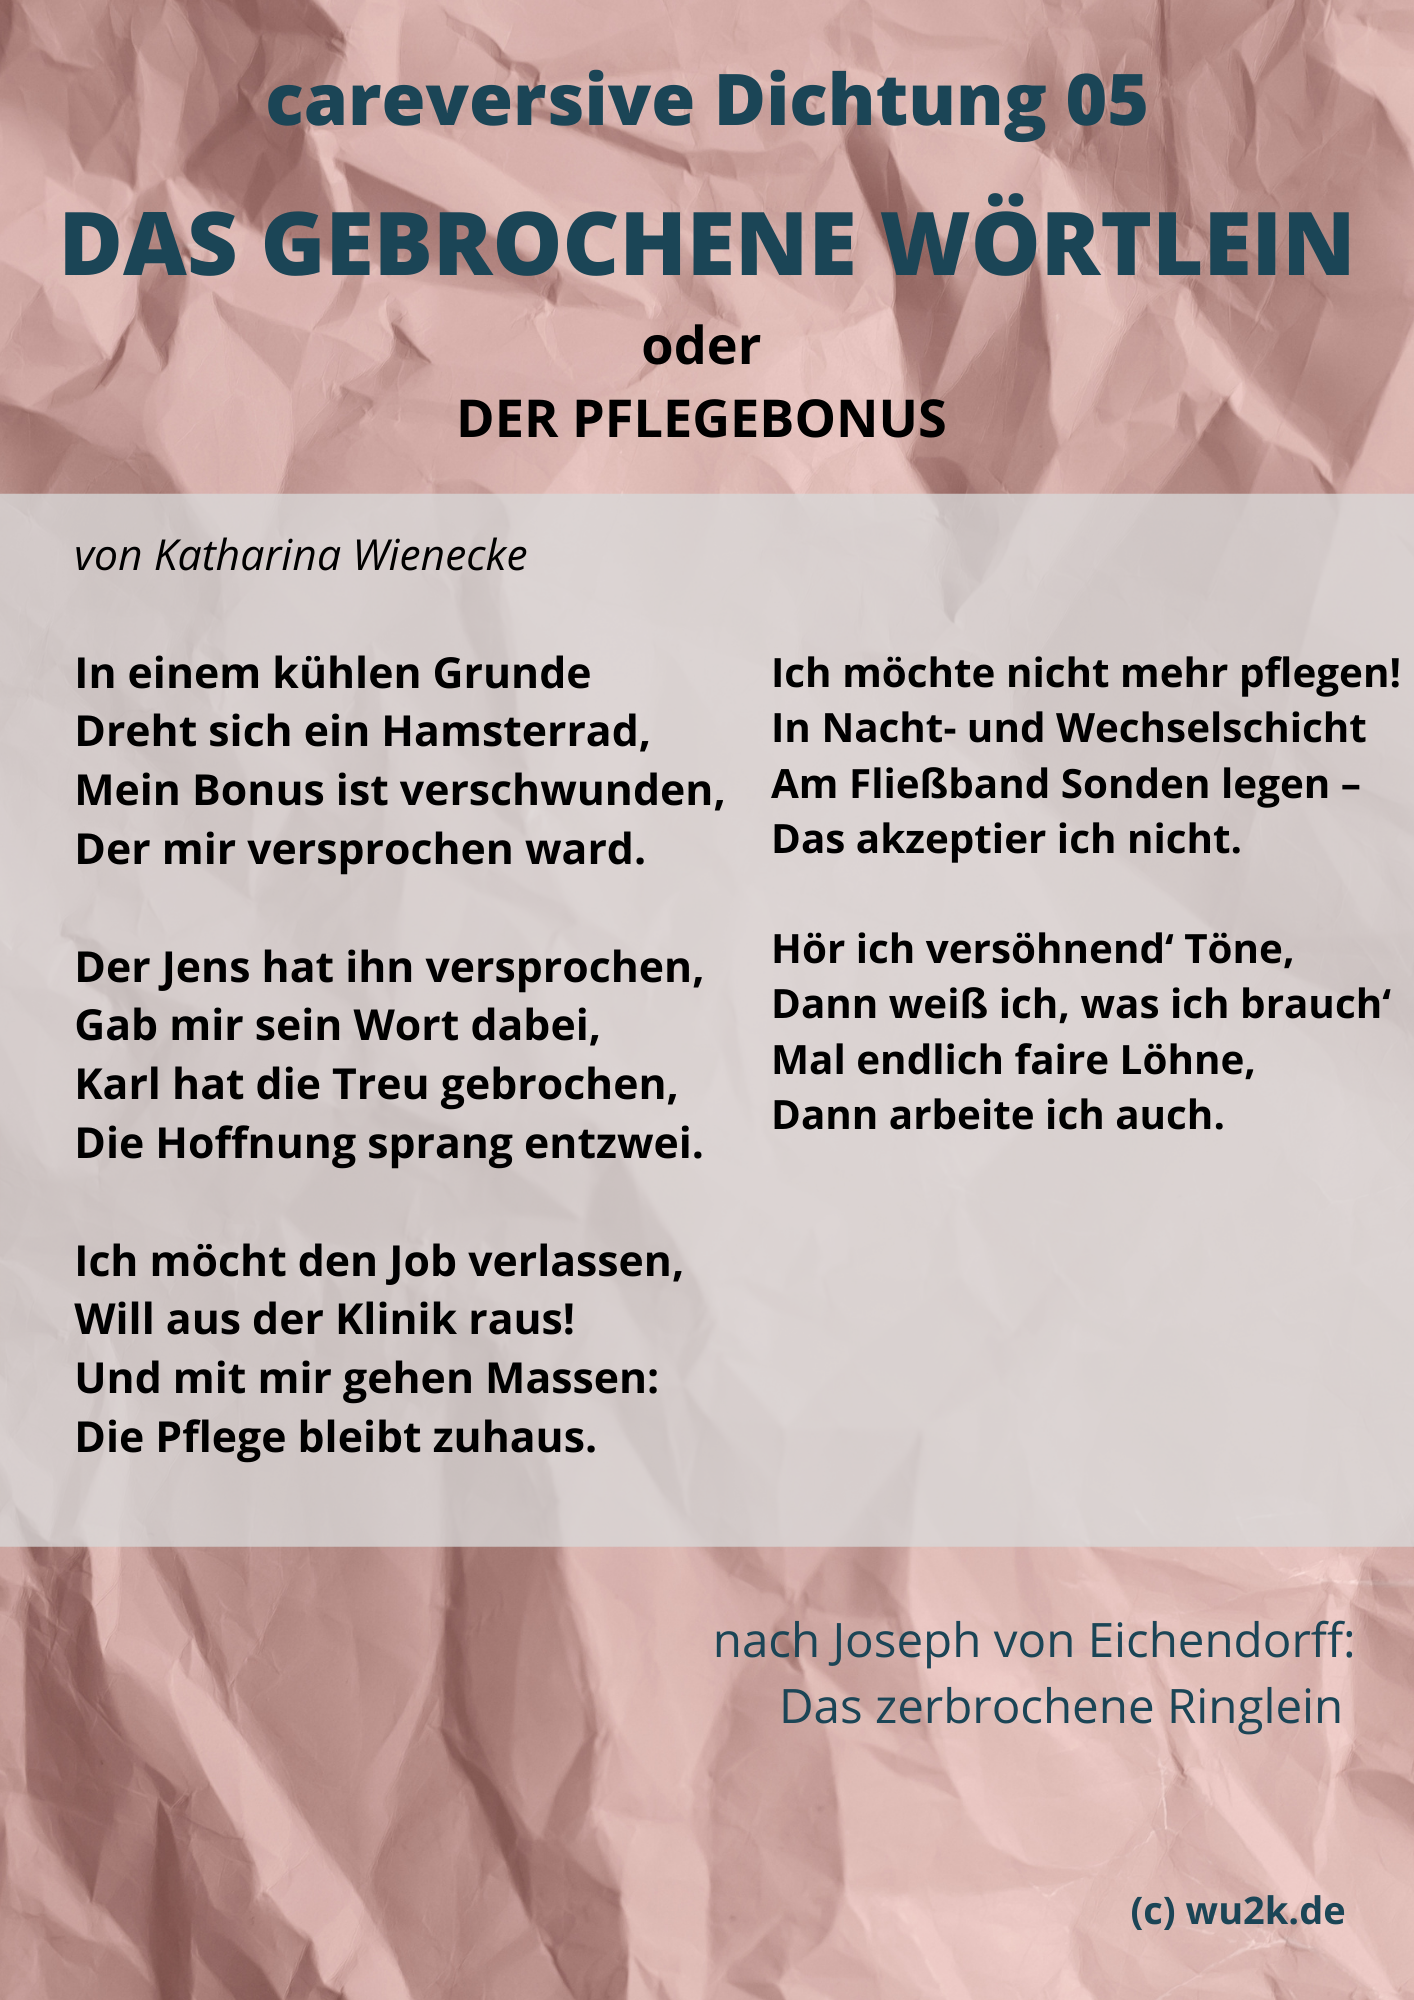 careversive Dichtung 05
DAS GEBROCHENE WÖRTLEIN
oder
DER PFLEGEBONUS
von Katharina Wienecke
In einem kühlen Grunde
Dreht sich ein Hamsterrad,
Mein Bonus ist verschwunden,
Der mir versprochen ward.
Der Jens hat ihn versprochen,
Gab mir sein Wort dabei,
Karl hat die Treu gebrochen,
Die Hoffnung sprang entzwei.
Ich möcht den Job verlassen,
Will aus der Klinik raus!
Und mit mir gehen Massen:
Die Pflege bleibt zuhaus.
Ich möchte nicht mehr pflegen!
In Nacht- und Wechselschicht
Am Fließband Sonden legen –
Das akzeptier ich nicht.
Hör ich versöhnend‘ Töne,
Dann weiß ich, was ich brauch‘
Mal endlich faire Löhne,
Dann arbeite ich auch.
nach Joseph von Eichendorff:
Das zerbrochene Ringlein
(c) wu2k.de